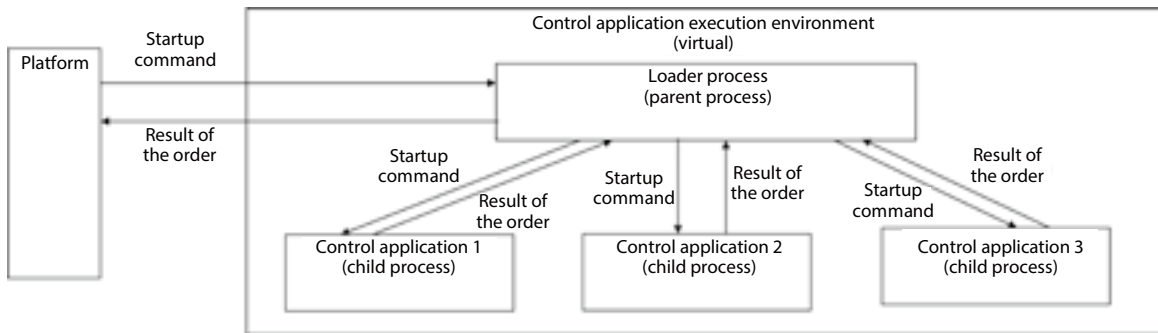 Control application execution environment
(virtual)
Platform
Startup
command
Loader process
(parent process)
Result of
the order
Startup
command
Result of
the order
Startup
command
Result of
the order
Startup
command
Result of
the order
Control application 1
(child process)
Control application 2
(child process)
Control application 3
(child process)